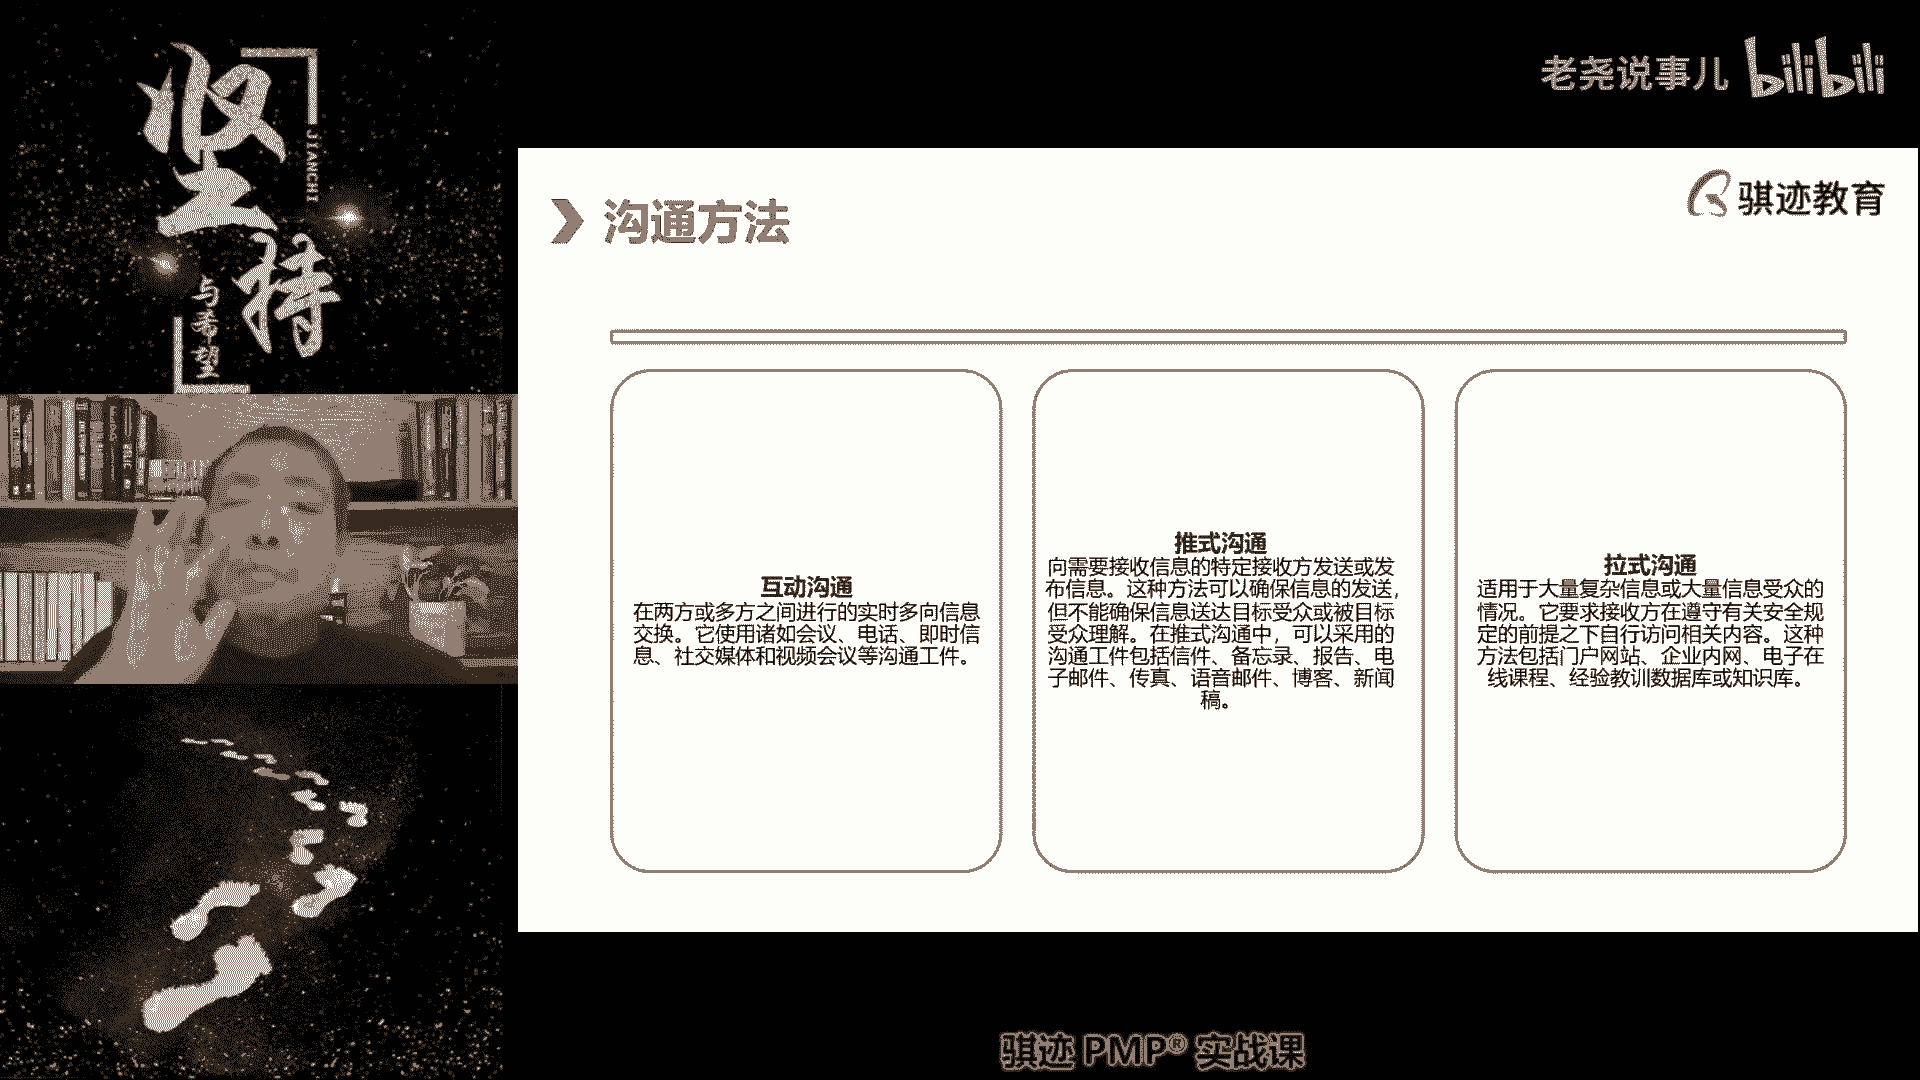 坚持
JIANCHI
与希望
老尧说事儿 bilibili
骐迹教育
沟通方法
互动沟通
在两方或多方之间进行的实时多向信息
交换。它使用诸如会议、电话、即时信
息、社交媒体和视频会议等沟通工件。
推式沟通
向需要接收信息的特定接收方发送或发
布信息。这种方法可以确保信息的发送，
但不能确保信息送达目标受众或被目标
受众理解。在推式沟通中，可以采用的
沟通工件包括信件、备忘录、报告、电
子邮件、传真、语音邮件、博客、新闻
稿。
拉式沟通
适用于大量复杂信息或大量信息受众的
情况。它要求接收方在遵守有关安全规
定的前提之下自行访问相关内容。这种
方法包括门户网站、企业内网、电子在
线课程、经验教训数据库或知识库。
骐迹 PMP® 实战课